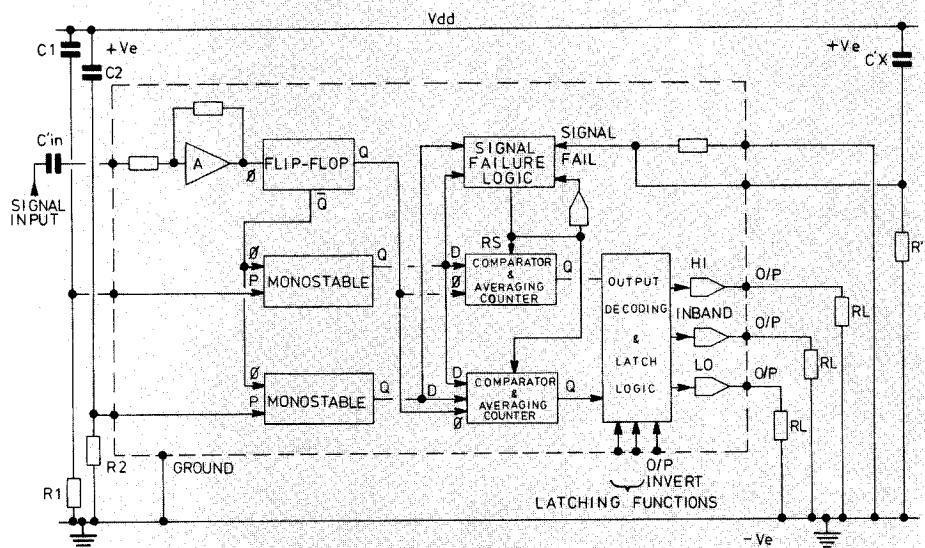 Vdd
C1
+Ve
C2
+Ve
C'X
C'in
SIGNAL
INPUT
A
Ø
FLIP-FLOP
Q
Q̅
SIGNAL
FAILURE
LOGIC
SIGNAL
FAIL
RS
Ø
P
MONOSTABLE
Q
D
Ø
COMPARATOR
&
AVERAGING
COUNTER
Q
OUTPUT
DECODING
&
LATCH
LOGIC
HI
O/P
INBAND
O/P
LO
O/P
RL
RL
RL
Ø
P
MONOSTABLE
Q
D
D
Ø
COMPARATOR
&
AVERAGING
COUNTER
Q
R2
R1
GROUND
O/P
INVERT
LATCHING FUNCTIONS
-Ve